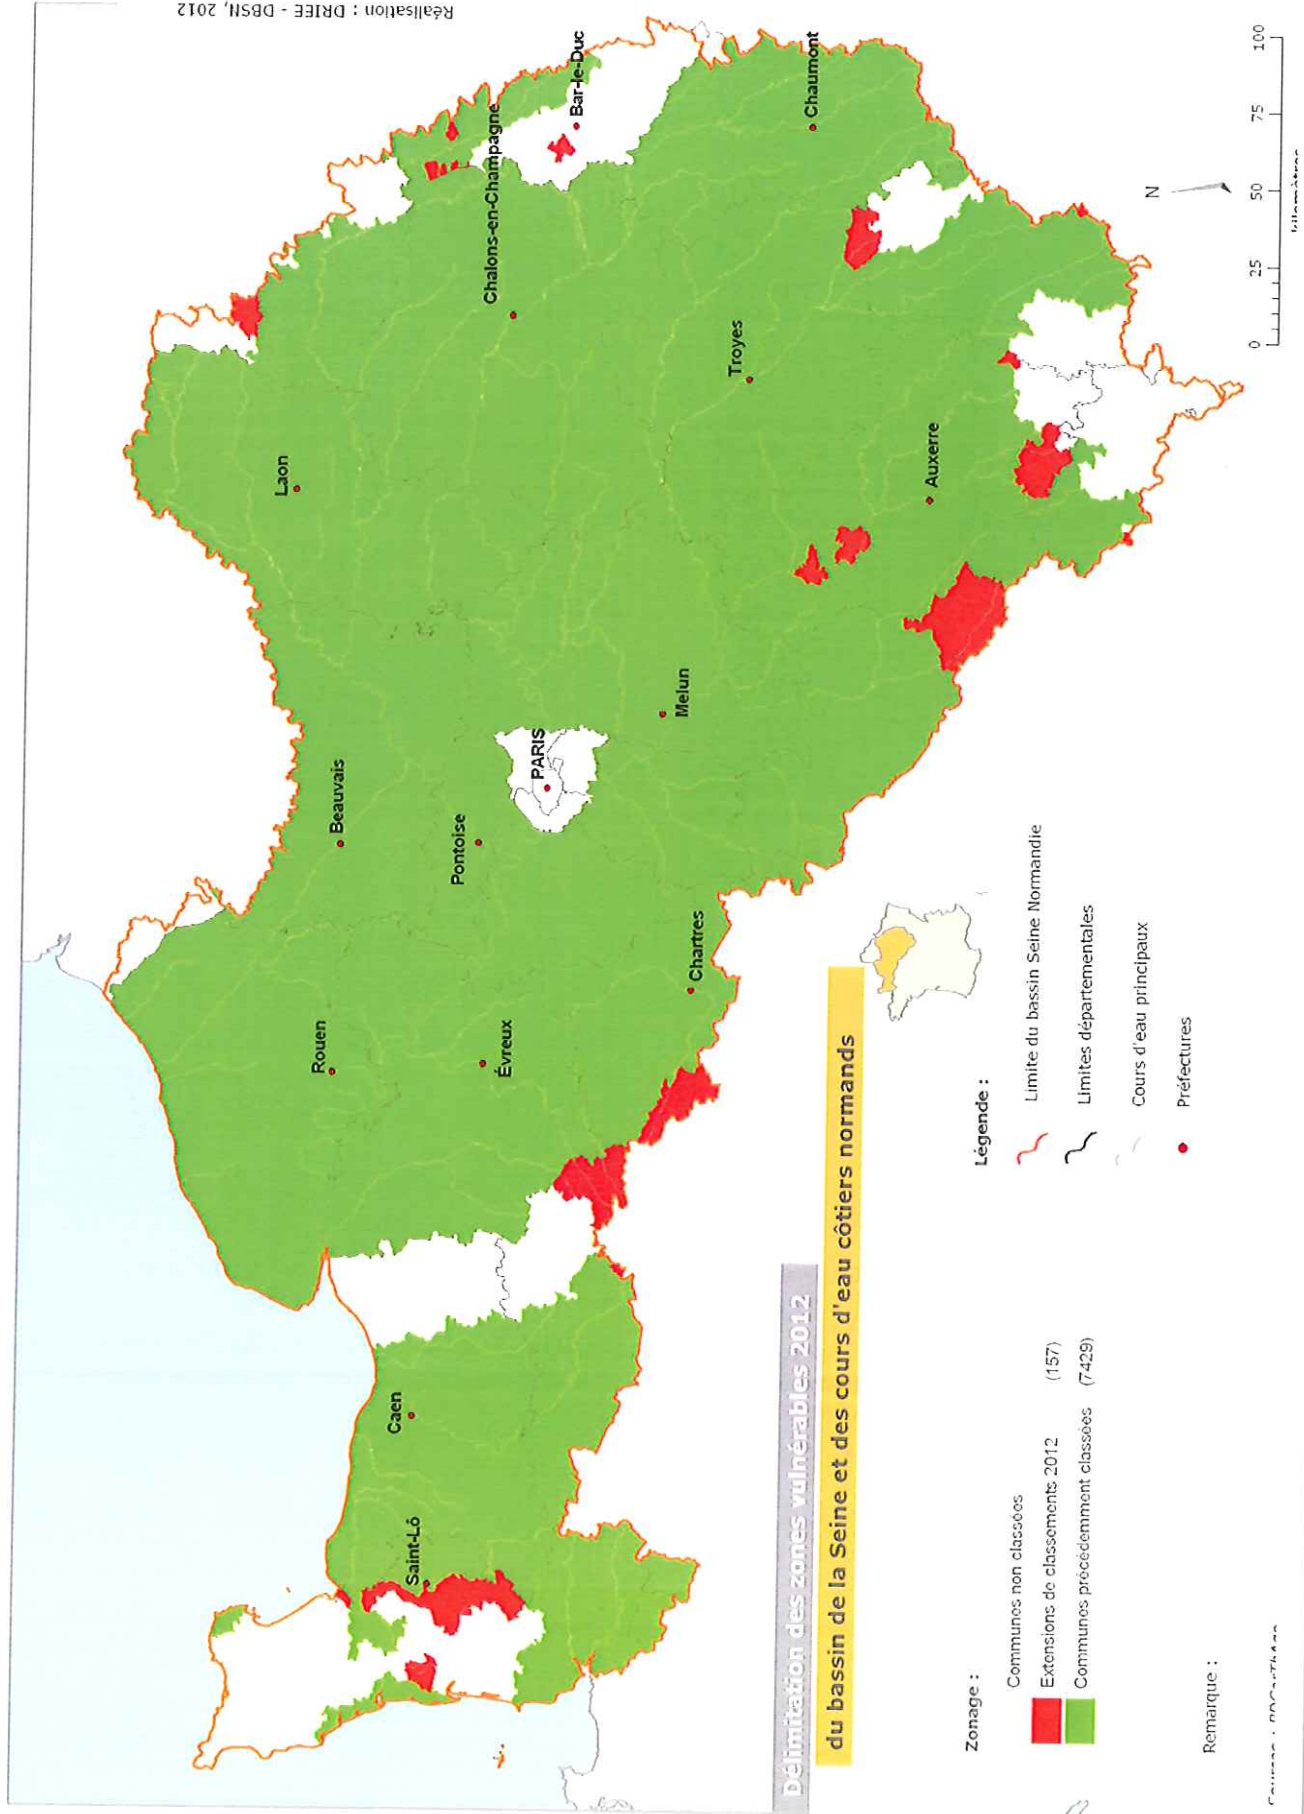 Réalisation : DRIEE - DBSN, 2012
Délimitation des zones vulnérables 2012
du bassin de la Seine et des cours d'eau côtiers normands
Saint-Lô
Caen
Rouen
Évreux
Beauvais
Pontoise
PARIS
Chartres
Melun
Laon
Chalons-en-Champagne
Bar-le-Duc
Troyes
Auxerre
Chaumont
Zonage :
Communes non classées
Extensions de classements 2012 (157)
Communes précédemment classées (7429)
Légende :
Limite du bassin Seine Normandie
Limites départementales
Cours d'eau principaux
Préfectures
N
0 25 50 75 100
kilomètres
Remarque :